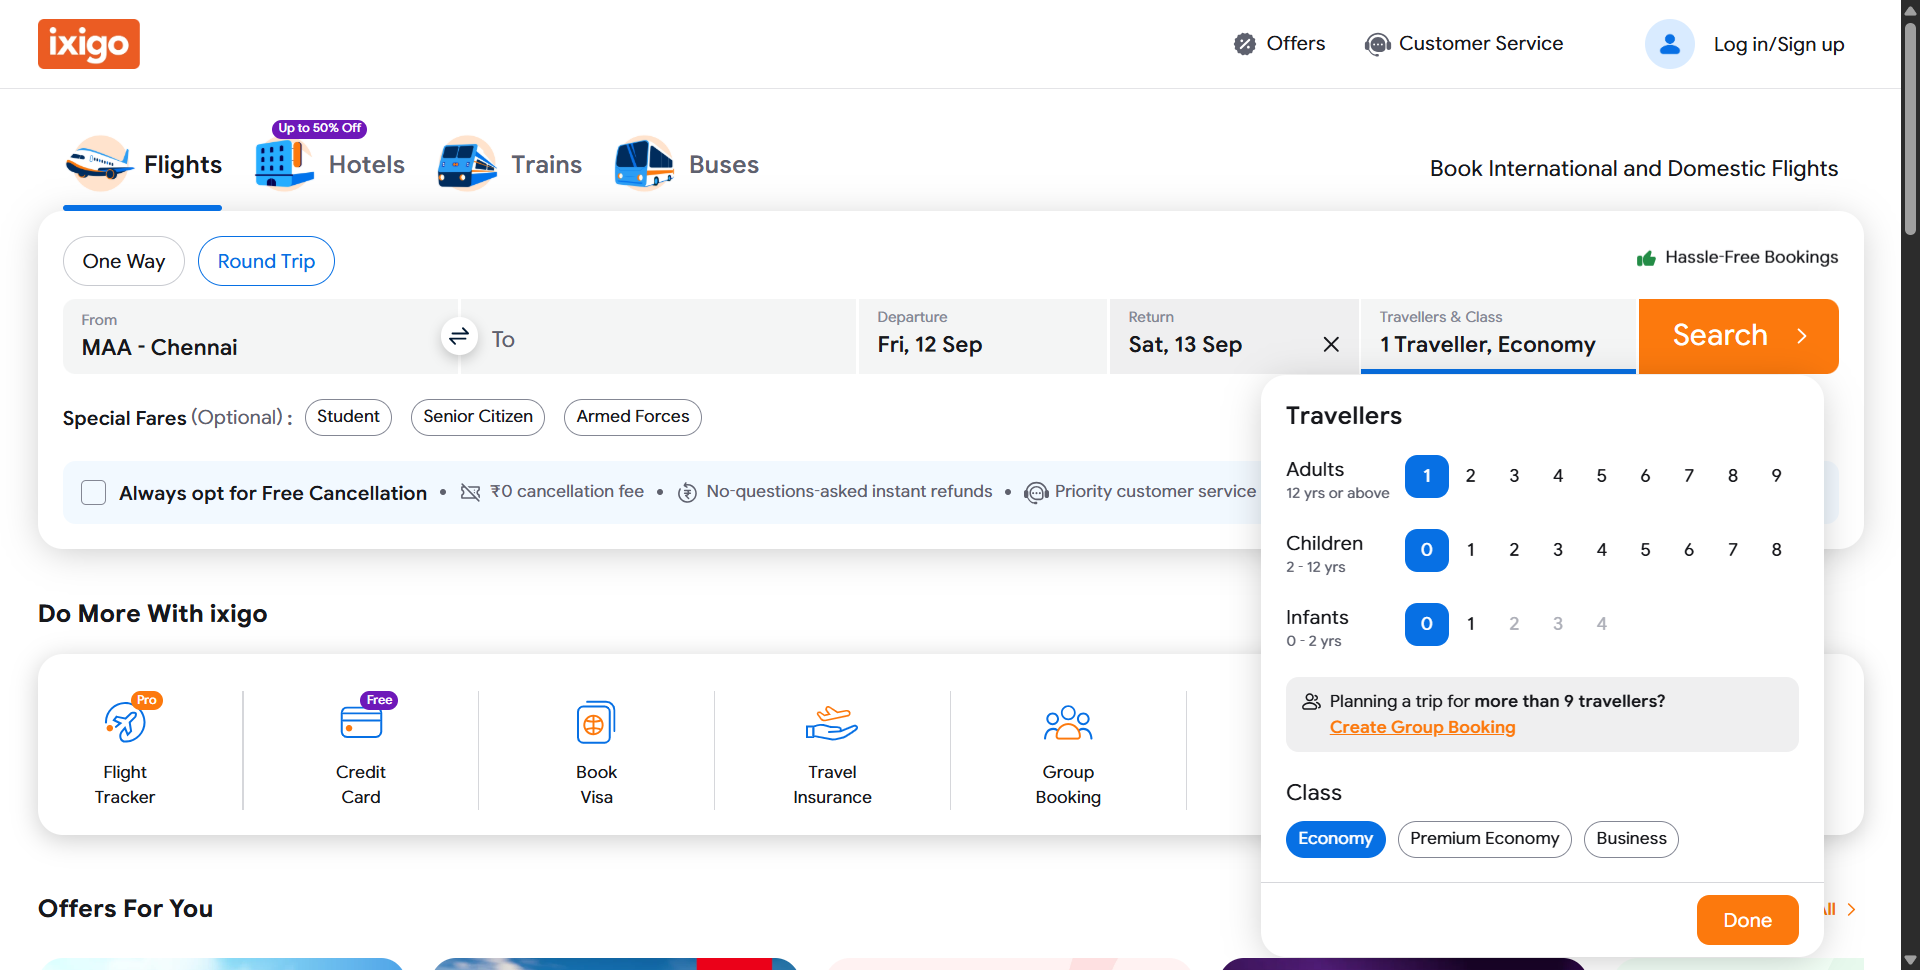 ixigo
Offers
Customer Service
Log in/Sign up
Up to 50% Off
Flights
Hotels
Trains
Buses
Book International and Domestic Flights
One Way
Round Trip
Hassle-Free Bookings
From
MAA - Chennai
To
Departure
Fri, 12 Sep
Return
Sat, 13 Sep
Travellers & Class
1 Traveller, Economy
Search
Special Fares (Optional) :
Student
Senior Citizen
Armed Forces
Always opt for Free Cancellation • ₹0 cancellation fee • No-questions-asked instant refunds • Priority customer service
Travellers
Adults
12 yrs or above
1 2 3 4 5 6 7 8 9
Children
2 - 12 yrs
0 1 2 3 4 5 6 7 8
Infants
0 - 2 yrs
0 1 2 3 4
Planning a trip for more than 9 travellers?
Create Group Booking
Class
Economy
Premium Economy
Business
Done
Do More With ixigo
Pro
Flight
Tracker
Free
Credit
Card
Book
Visa
Travel
Insurance
Group
Booking
Offers For You